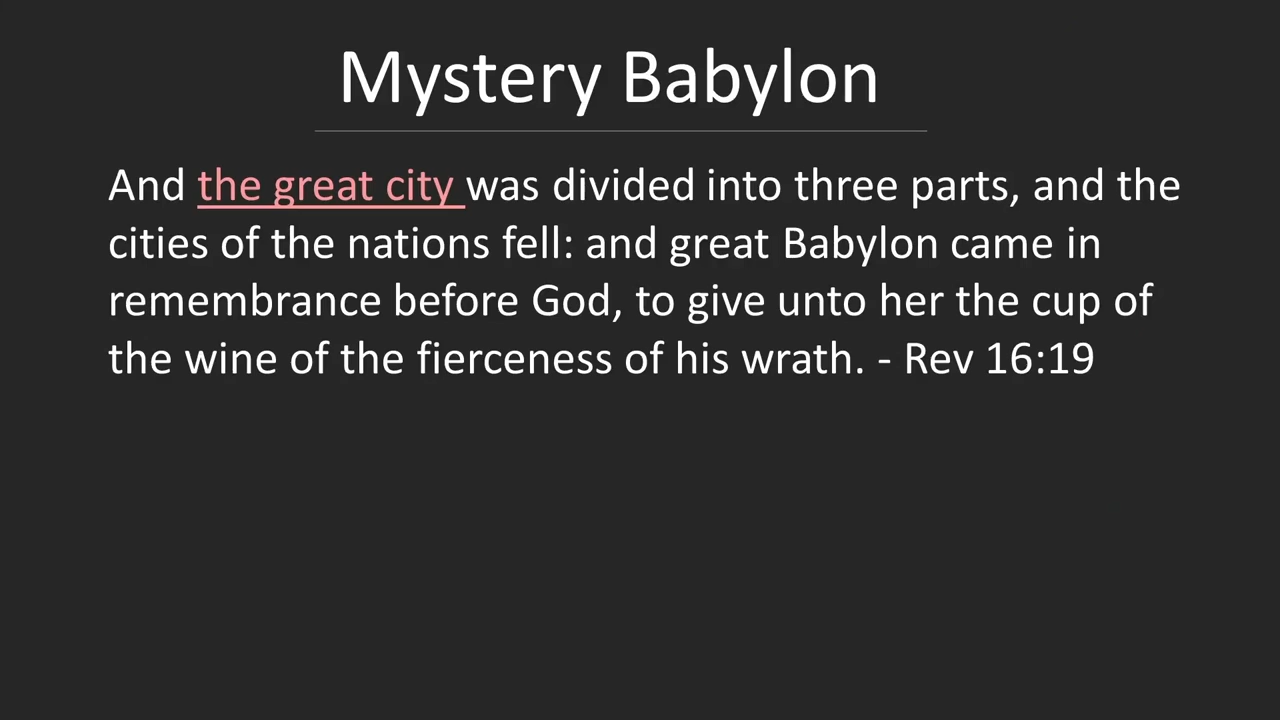 Mystery Babylon
And the great city was divided into three parts, and the
cities of the nations fell: and great Babylon came in
remembrance before God, to give unto her the cup of
the wine of the fierceness of his wrath. - Rev 16:19